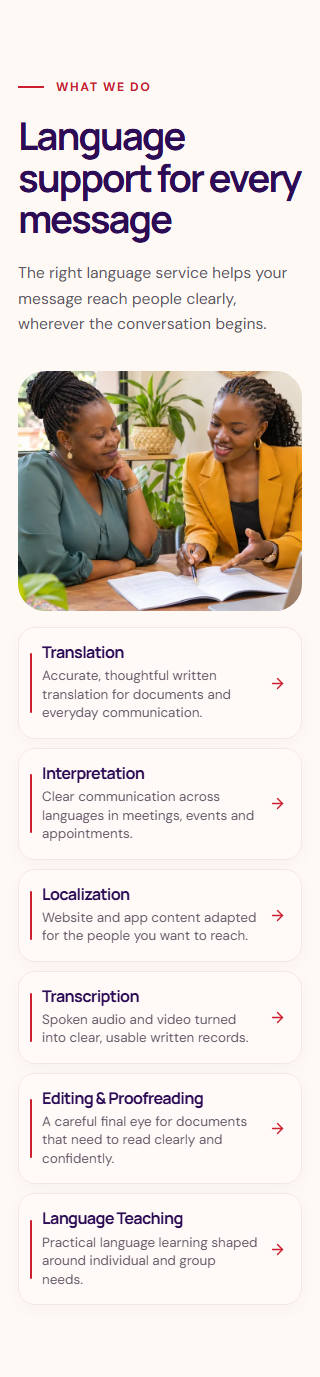 WHAT WE DO
Language
support for every
message
The right language service helps your
message reach people clearly,
wherever the conversation begins.
Translation
Accurate, thoughtful written
translation for documents and
everyday communication.
Interpretation
Clear communication across
languages in meetings, events and
appointments.
Localization
Website and app content adapted
for the people you want to reach.
Transcription
Spoken audio and video turned
into clear, usable written records.
Editing & Proofreading
A careful final eye for documents
that need to read clearly and
confidently.
Language Teaching
Practical language learning shaped
around individual and group
needs.